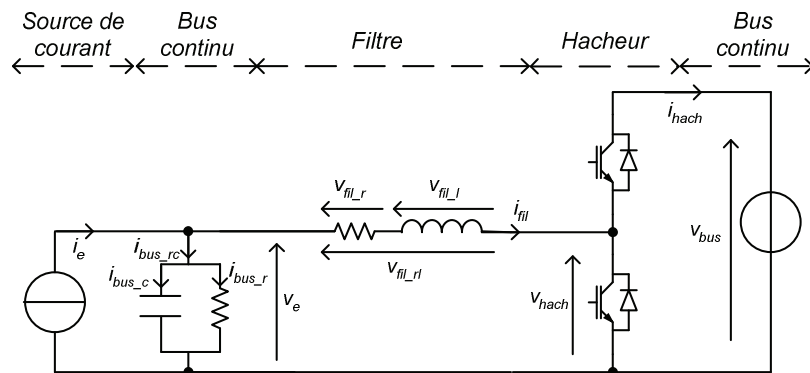 Source de
courant
Bus
continu
Filtre
Hacheur
Bus
continu
i_hach
v_fil_r
v_fil_l
i_fil
i_e
i_bus_rc
v_fil_rl
v_bus
i_bus_c
i_bus_r
v_e
v_hach